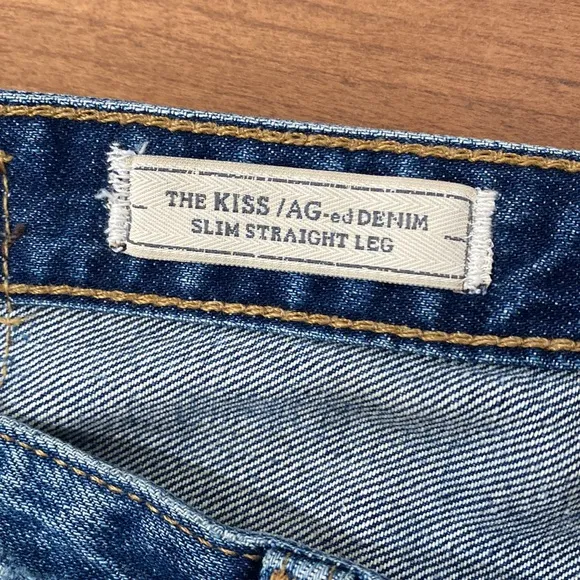 THE KISS /AG-ed DENIM
SLIM STRAIGHT LEG